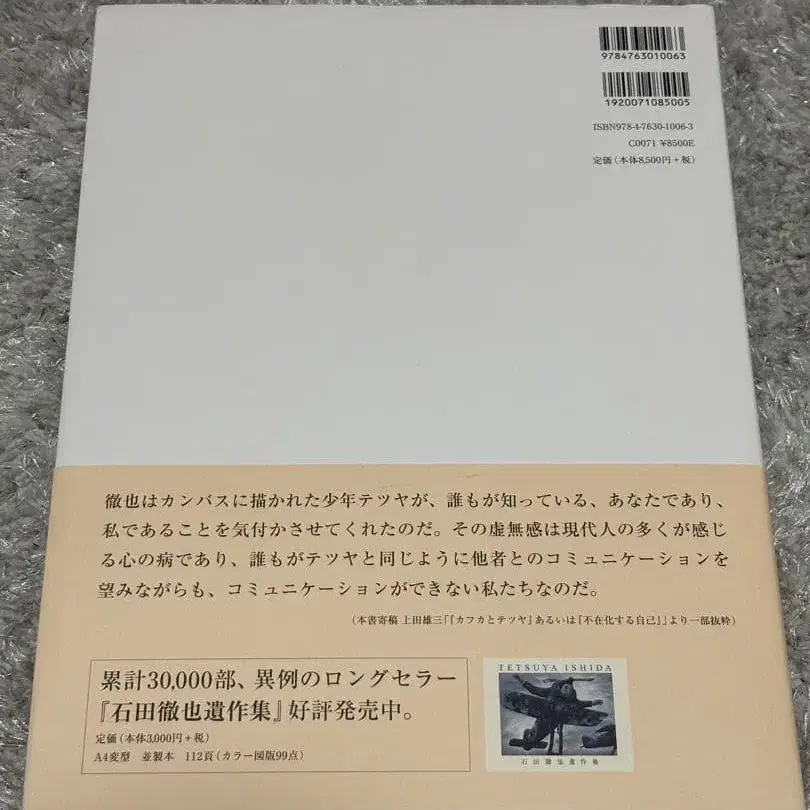 9784763010063
1920071085005
ISBN978-4-7630-1006-3
C0071 ¥8500E
定価（本体8,500円+税）
徹也はカンバスに描かれた少年テツヤが、誰もが知っている、あなたであり、
私であることを気付かさせてくれたのだ。その虚無感は現代人の多くが感じ
る心の病であり、誰もがテツヤと同じように他者とのコミュニケーションを
望みながらも、コミュニケーションができない私たちなのだ。
（本書寄稿 上田雄三「『カフカとテツヤ』あるいは『不在化する自己』」より一部抜粋）
累計30,000部、異例のロングセラー
『石田徹也遺作集』好評発売中。
定価（本体3,000円+税）
A4変型 並製本 112頁（カラー図版99点）
TETSUYA ISHIDA
石田徹也遺作集